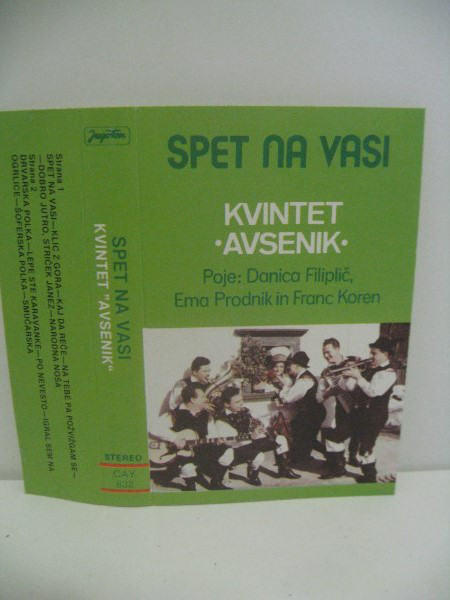 SPET NA VASI
KVINTET
•AVSENIK•
Poje: Danica Filiplič,
Ema Prodnik in Franc Koren
SPET NA VASI
KVINTET "AVSENIK"
STEREO
CAY
632
Jugoton
Strana 1
SPET NA VASI—KLIC Z GORA—KAJ DA REČE—NA TEBE PA POŽVIŽGAM SE—
—DOBRO JUTRO, STRIČEK JANEZ—NARODNA NOŠA
Strana 2
DRVARSKA POLKA—LEPE STE KARAVANKE—PO NEVESTO—IGRAL SEM NA
OGRLICE—ŠOFERSKA POLKA—SMUČARSKA